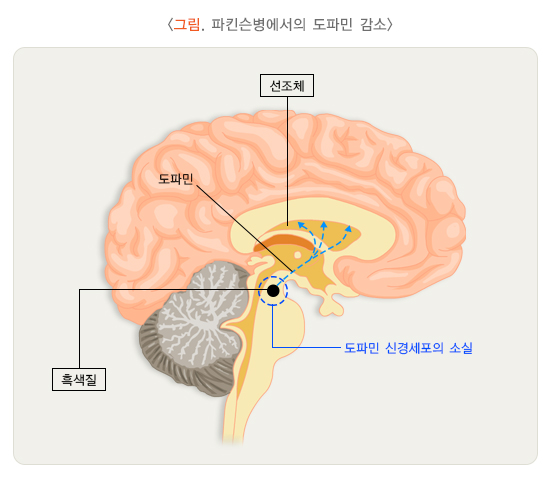 〈그림. 파킨슨병에서의 도파민 감소〉
선조체
도파민
도파민 신경세포의 소실
흑색질